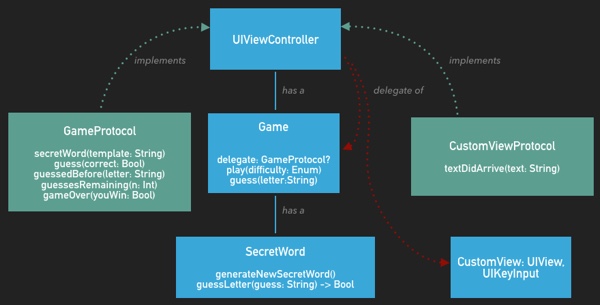 UIViewController
implements
implements
has a
delegate of
GameProtocol
secretWord(template: String)
guess(correct: Bool)
guessedBefore(letter: String)
guessesRemaining(n: Int)
gameOver(youWin: Bool)
Game
delegate: GameProtocol?
play(difficulty: Enum)
guess(letter:String)
CustomViewProtocol
textDidArrive(text: String)
has a
SecretWord
generateNewSecretWord()
guessLetter(guess: String) -> Bool
CustomView: UIView,
UIKeyInput